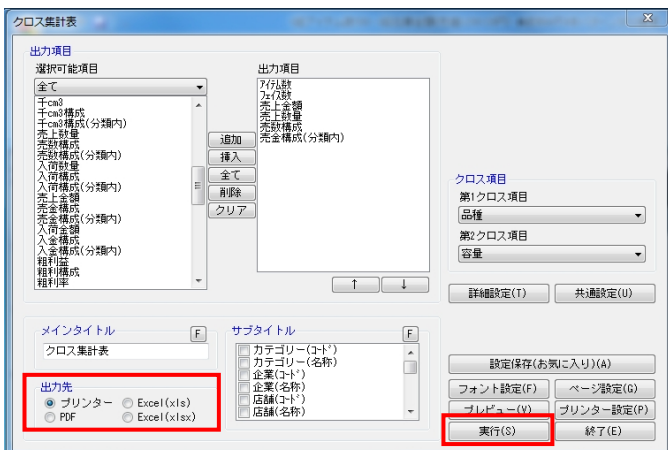 クロス集計表
出力項目
選択可能項目
全て
千cm3
千cm3構成
千cm3構成(分類内)
売上数量
売数構成
売数構成(分類内)
入荷数量
入荷構成
入荷構成(分類内)
売上金額
売金構成
売金構成(分類内)
入荷金額
入金構成
入金構成(分類内)
粗利益
粗利構成
粗利率
追加
挿入
全て
削除
クリア
出力項目
アイテム数
フェイス数
売上金額
売上数量
売数構成
売金構成(分類内)
↑
↓
クロス項目
第1クロス項目
品種
第2クロス項目
容量
詳細設定(T)
共通設定(U)
メインタイトル
F
クロス集計表
サブタイトル
F
カテゴリー(コード)
カテゴリー(名称)
企業(コード)
企業(名称)
店舗(コード)
店舗(名称)
出力先
プリンター
Excel(xls)
PDF
Excel(xlsx)
設定保存(お気に入り)(A)
フォント設定(F)
ページ設定(G)
プレビュー(V)
プリンター設定(P)
実行(S)
終了(E)